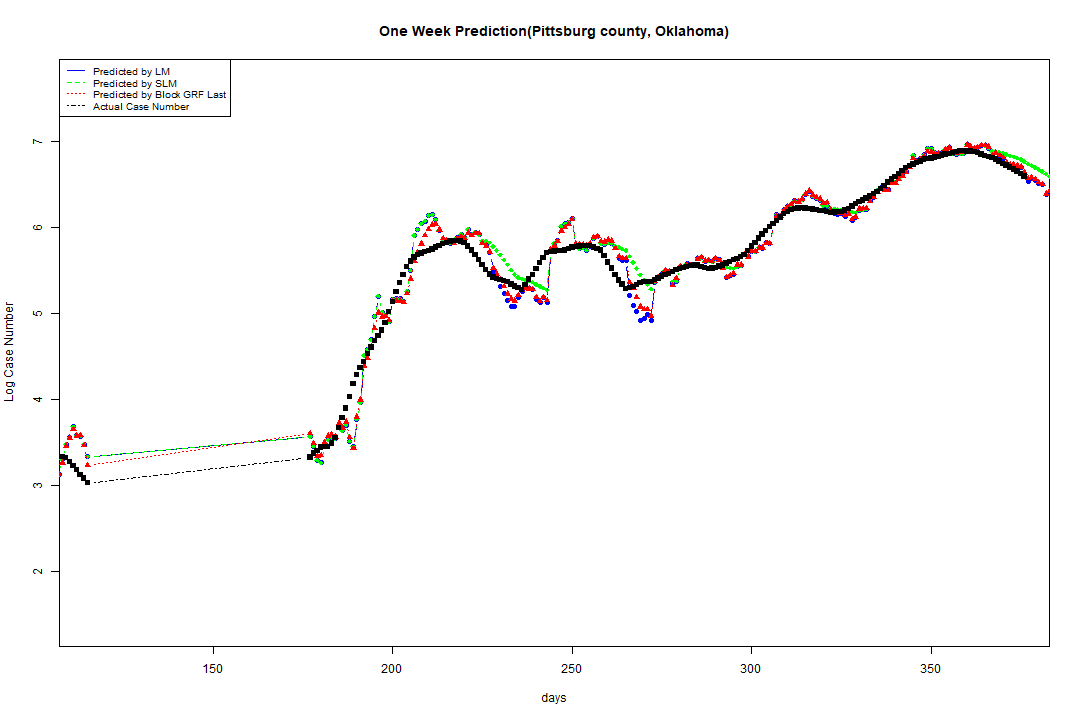 One Week Prediction(Pittsburg county, Oklahoma)
Predicted by LM
Predicted by SLM
Predicted by Block GRF Last
Actual Case Number
7
6
5
4
3
2
Log Case Number
150 200 250 300 350
days